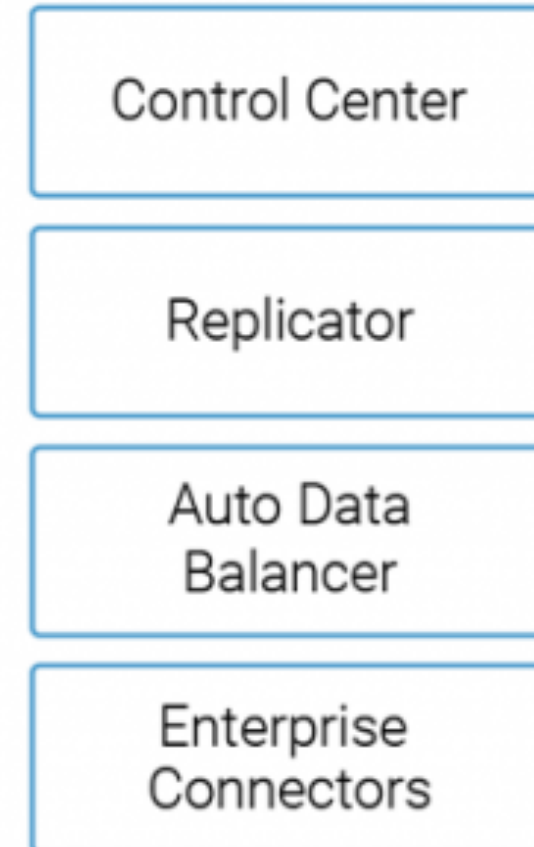 Control Center
Replicator
Auto Data
Balancer
Enterprise
Connectors